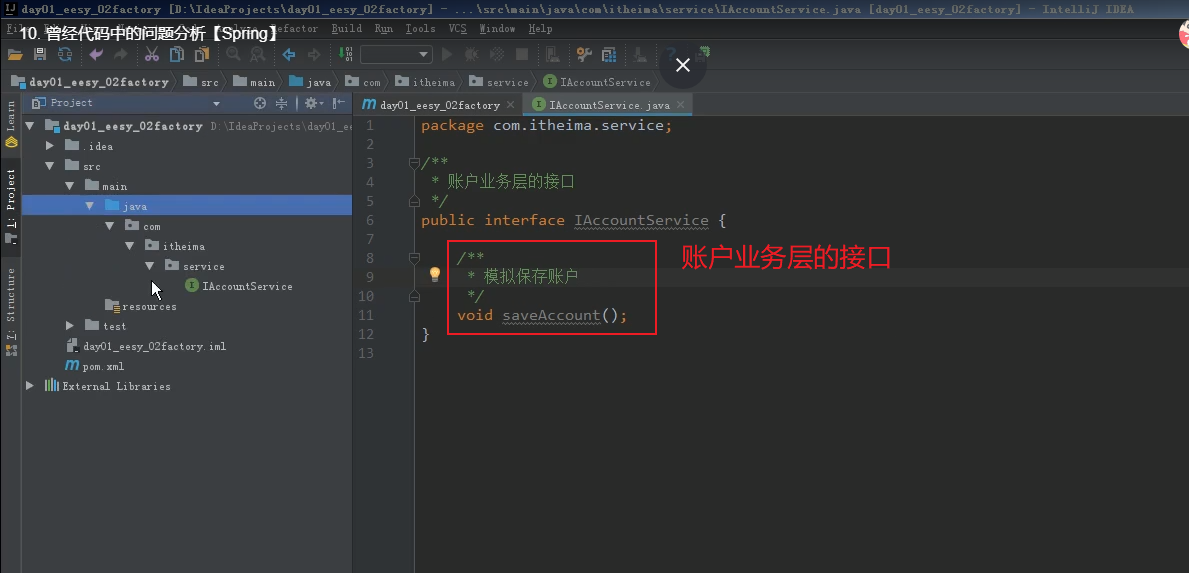 day01_eesy_02factory [D:\IdeaProjects\day01_eesy_02factory] - ...\src\main\java\com\itheima\service\IAccountService.java [day01_eesy_02factory] - IntelliJ IDEA
10. 曾经代码中的问题分析【Spring】
Refactor Build Run Tools VCS Window Help
day01_eesy_02factory src main java com itheima service IAccountService
Learn
1: Project
7: Structure
Project
day01_eesy_02factory D:\IdeaProjects\day01_ee
.idea
src
main
java
com
itheima
service
IAccountService
resources
test
day01_eesy_02factory.iml
pom.xml
External Libraries
day01_eesy_02factory IAccountService.java
1 package com.itheima.service;
2
3 /**
4 * 账户业务层的接口
5 */
6 public interface IAccountService {
7
8 /**
9 * 模拟保存账户
10 */
11 void saveAccount();
12 }
13
账户业务层的接口